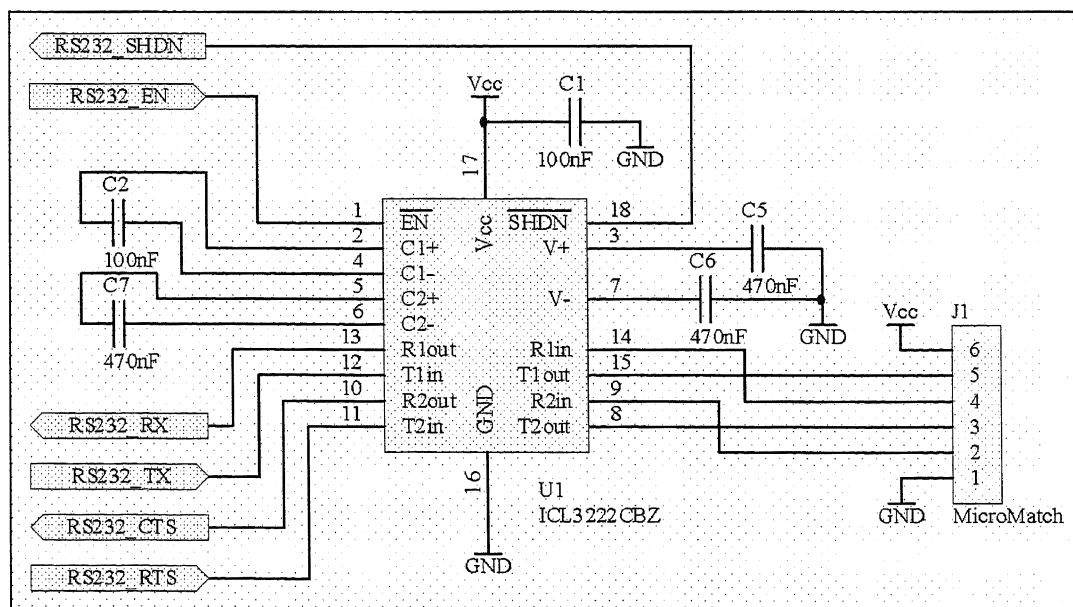 RS232_SHDN
RS232_EN
Vcc
C1
100nF
GND
17
C2
100nF
C7
470nF
1
2
4
5
6
13
12
10
11
EN
C1+
C1-
C2+
C2-
R1out
T1in
R2out
T2in
Vcc
GND
SHDN
V+
V-
R1in
T1out
R2in
T2out
18
3
7
14
15
9
8
C5
470nF
C6
470nF
GND
Vcc
J1
6
5
4
3
2
1
GND
MicroMatch
RS232_RX
RS232_TX
RS232_CTS
RS232_RTS
16
GND
U1
ICL3222CBZ